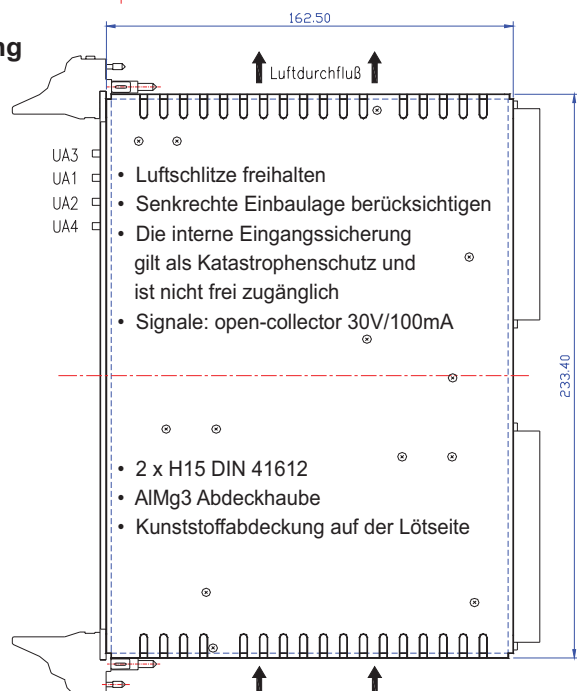 162.50
ng
Luftdurchfluß
UA3
UA1
UA2
UA4
• Luftschlitze freihalten
• Senkrechte Einbaulage berücksichtigen
• Die interne Eingangssicherung
gilt als Katastrophenschutz und
ist nicht frei zugänglich
• Signale: open-collector 30V/100mA
233.40
• 2 x H15 DIN 41612
• AlMg3 Abdeckhaube
• Kunststoffabdeckung auf der Lötseite